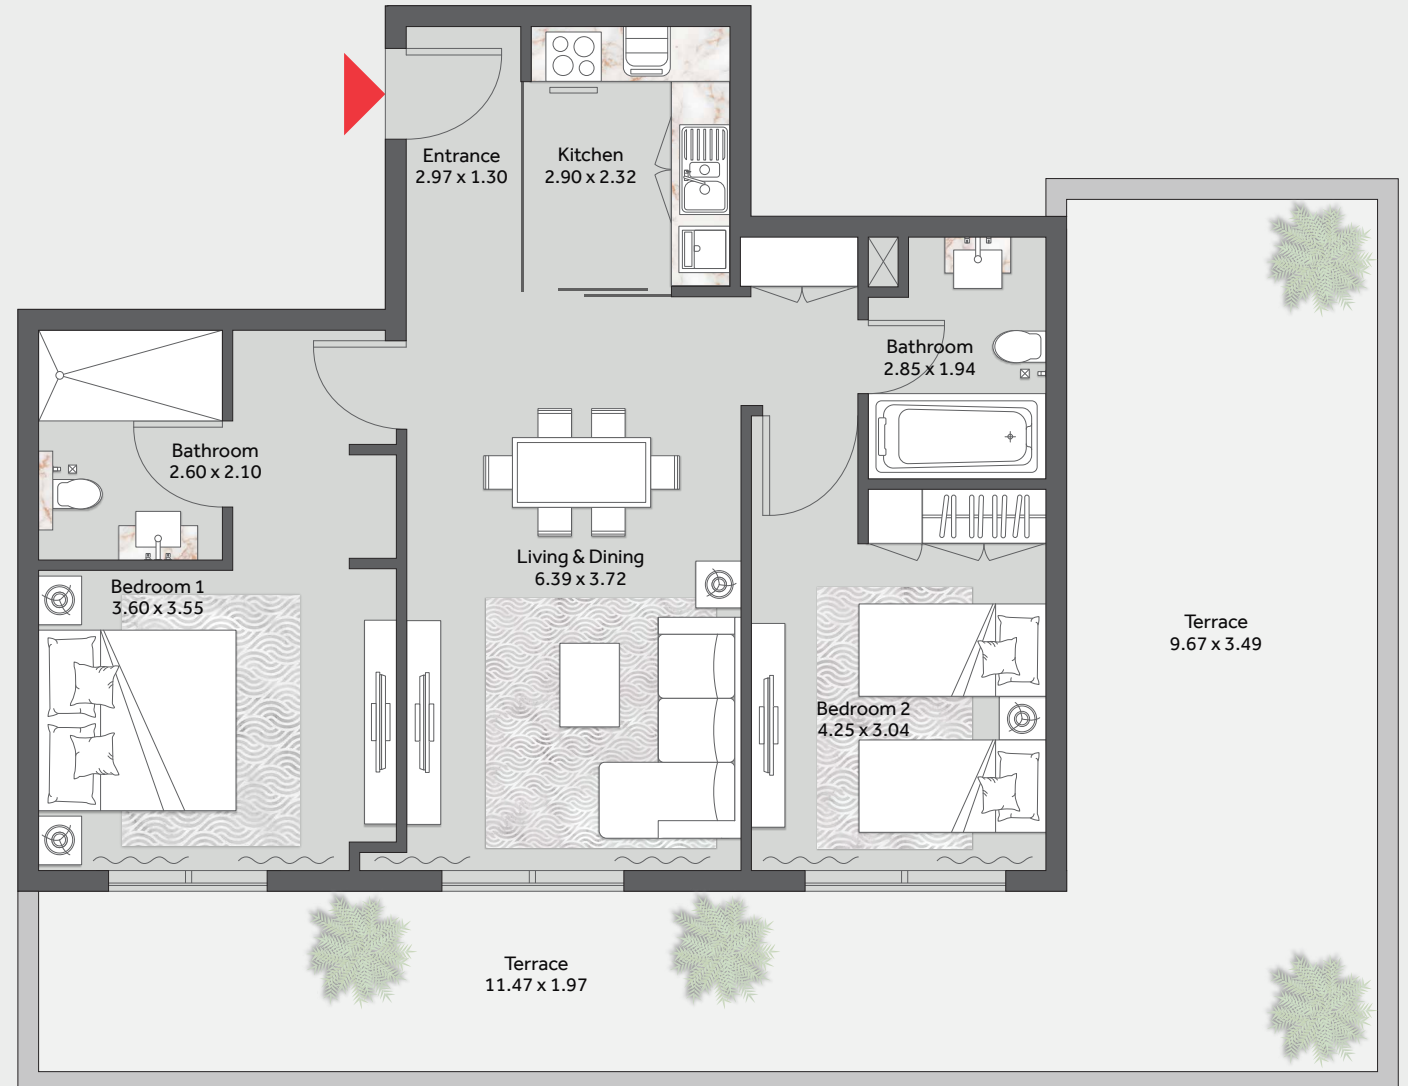 Entrance
2.97 x 1.30
Kitchen
2.90 x 2.32
Bathroom
2.85 x 1.94
Bathroom
2.60 x 2.10
Living & Dining
6.39 x 3.72
Bedroom 1
3.60 x 3.55
Terrace
9.67 x 3.49
Bedroom 2
4.25 x 3.04
Terrace
11.47 x 1.97